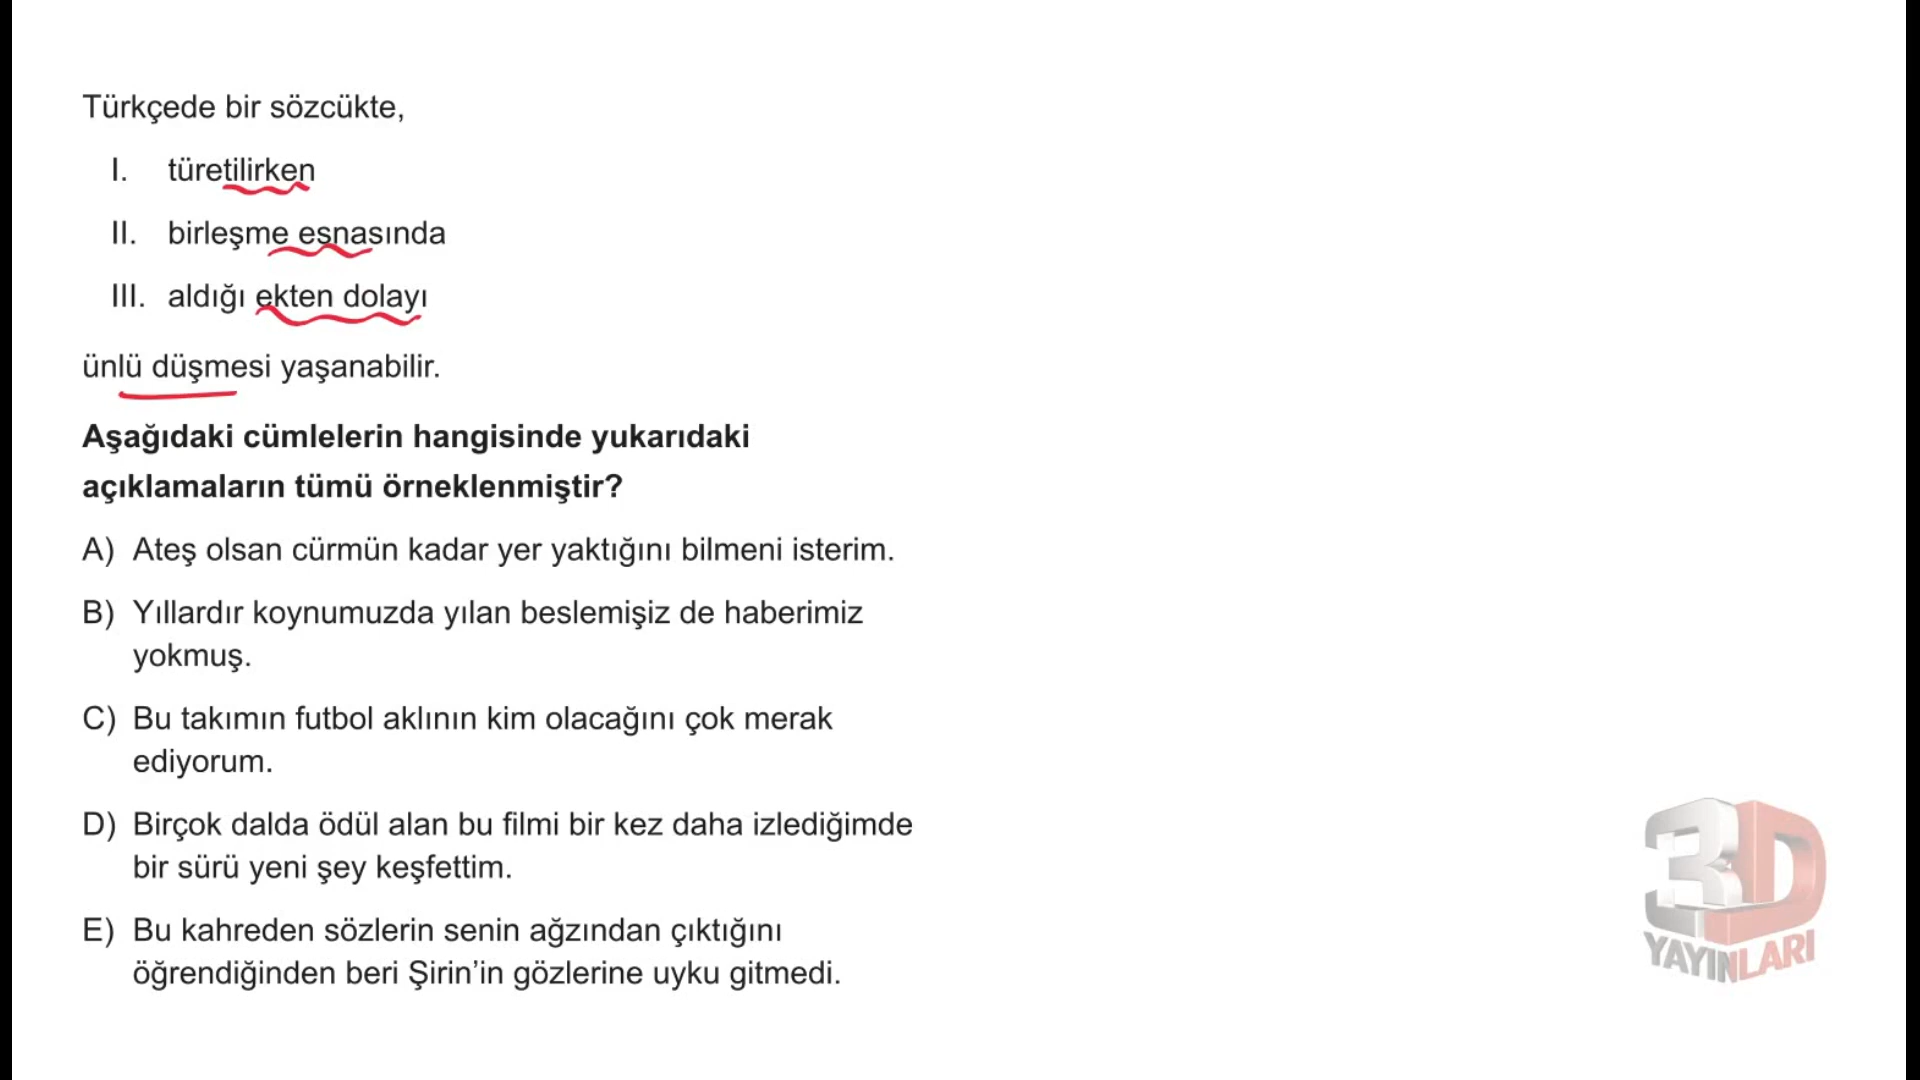 Türkçede bir sözcükte,
I. türetilirken
II. birleşme esnasında
III. aldığı ekten dolayı
ünlü düşmesi yaşanabilir.
Aşağıdaki cümlelerin hangisinde yukarıdaki
açıklamaların tümü örneklenmiştir?
A) Ateş olsan cürmün kadar yer yaktığını bilmeni isterim.
B) Yıllardır koynumuzda yılan beslemişiz de haberimiz
yokmuş.
C) Bu takımın futbol aklının kim olacağını çok merak
ediyorum.
D) Birçok dalda ödül alan bu filmi bir kez daha izlediğimde
bir sürü yeni şey keşfettim.
E) Bu kahreden sözlerin senin ağzından çıktığını
öğrendiğinden beri Şirin’in gözlerine uyku gitmedi.
3D
YAYINLARI